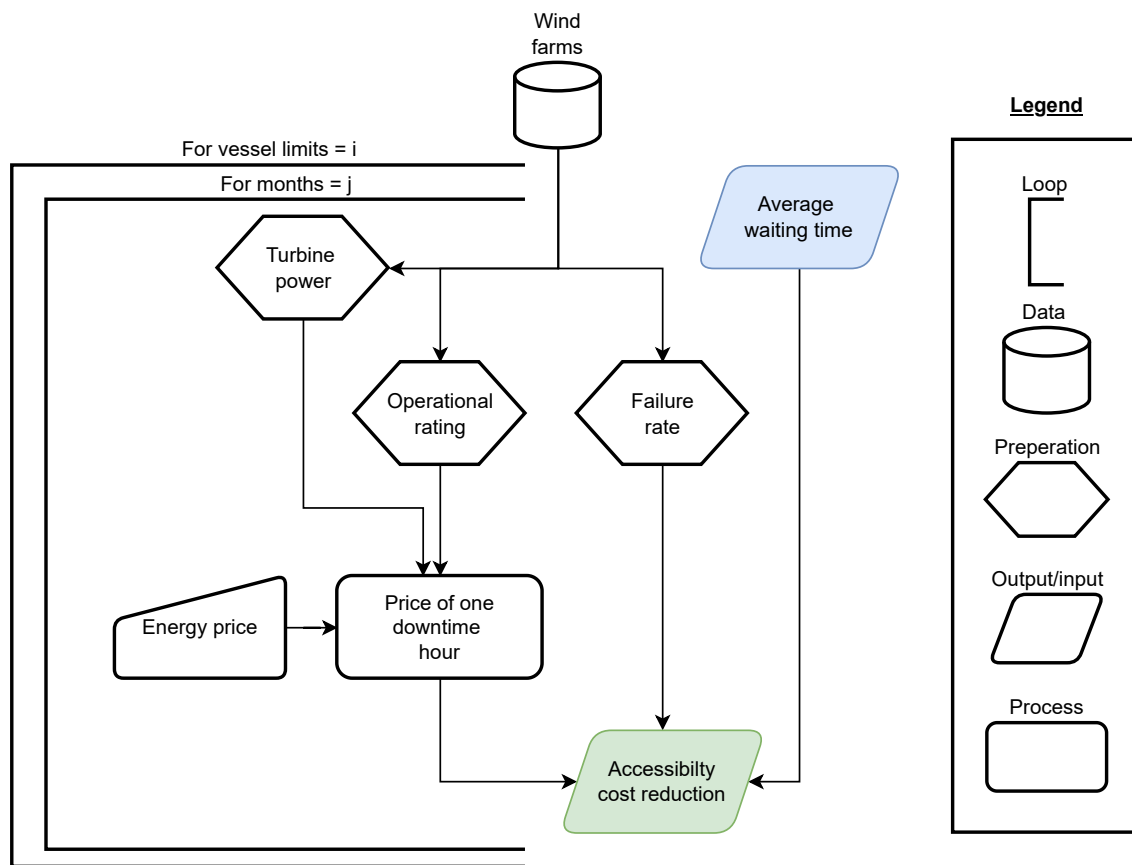 Wind
farms
For vessel limits = i
For months = j
Turbine
power
Average
waiting time
Operational
rating
Failure
rate
Energy price
Price of one
downtime
hour
Accessibilty
cost reduction
Legend
Loop
Data
Preperation
Output/input
Process